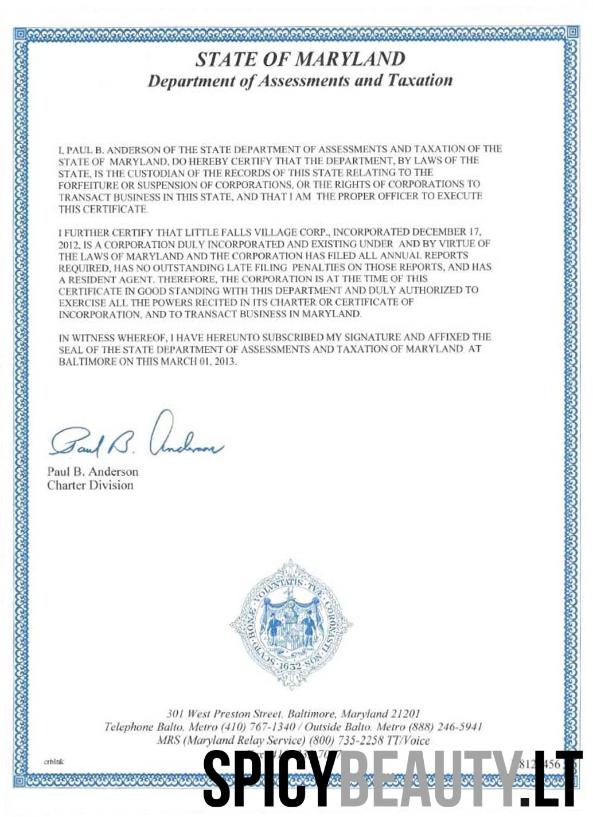 STATE OF MARYLAND
Department of Assessments and Taxation
I, PAUL B. ANDERSON OF THE STATE DEPARTMENT OF ASSESSMENTS AND TAXATION OF THE
STATE OF MARYLAND, DO HEREBY CERTIFY THAT THE DEPARTMENT, BY LAWS OF THE
STATE, IS THE CUSTODIAN OF THE RECORDS OF THIS STATE RELATING TO THE
FORFEITURE OR SUSPENSION OF CORPORATIONS, OR THE RIGHTS OF CORPORATIONS TO
TRANSACT BUSINESS IN THIS STATE, AND THAT I AM THE PROPER OFFICER TO EXECUTE
THIS CERTIFICATE.
I FURTHER CERTIFY THAT LITTLE FALLS VILLAGE CORP., INCORPORATED DECEMBER 17,
2012, IS A CORPORATION DULY INCORPORATED AND EXISTING UNDER AND BY VIRTUE OF
THE LAWS OF MARYLAND AND THE CORPORATION HAS FILED ALL ANNUAL REPORTS
REQUIRED, HAS NO OUTSTANDING LATE FILING PENALTIES ON THOSE REPORTS, AND HAS
A RESIDENT AGENT. THEREFORE, THE CORPORATION IS AT THE TIME OF THIS
CERTIFICATE IN GOOD STANDING WITH THIS DEPARTMENT AND DULY AUTHORIZED TO
EXERCISE ALL THE POWERS RECITED IN ITS CHARTER OR CERTIFICATE OF
INCORPORATION, AND TO TRANSACT BUSINESS IN MARYLAND.
IN WITNESS WHEREOF, I HAVE HEREUNTO SUBSCRIBED MY SIGNATURE AND AFFIXED THE
SEAL OF THE STATE DEPARTMENT OF ASSESSMENTS AND TAXATION OF MARYLAND AT
BALTIMORE ON THIS MARCH 01, 2013.
Paul B. Anderson
Paul B. Anderson
Charter Division
SCVTO BONÆ VOLVNTATIS TVÆ CORONASTI NOS
1632
301 West Preston Street, Baltimore, Maryland 21201
Telephone Balto. Metro (410) 767-1340 / Outside Balto. Metro (888) 246-5941
MRS (Maryland Relay Service) (800) 735-2258 TT/Voice
crblnk
SPICYBEAUTY.LT